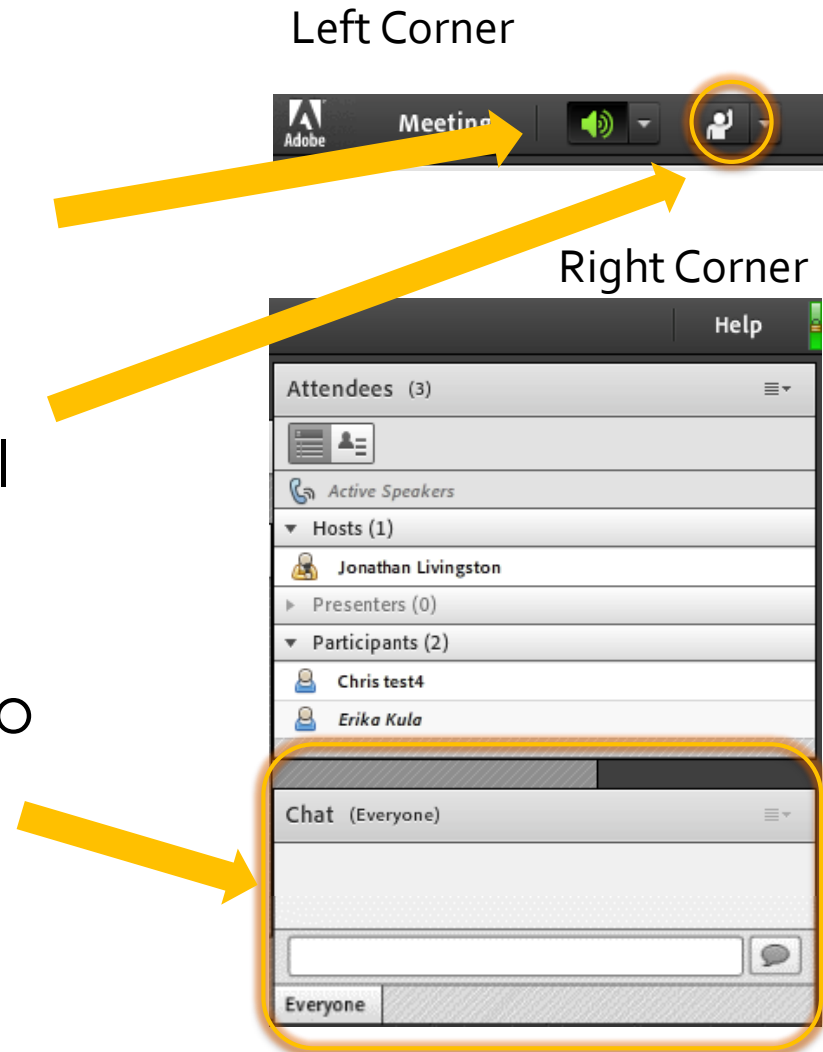 Left Corner
Adobe
Meeting
Right Corner
Help
Attendees (3)
Active Speakers
Hosts (1)
Jonathan Livingston
Presenters (0)
Participants (2)
Chris test4
Erika Kula
Chat (Everyone)
Everyone